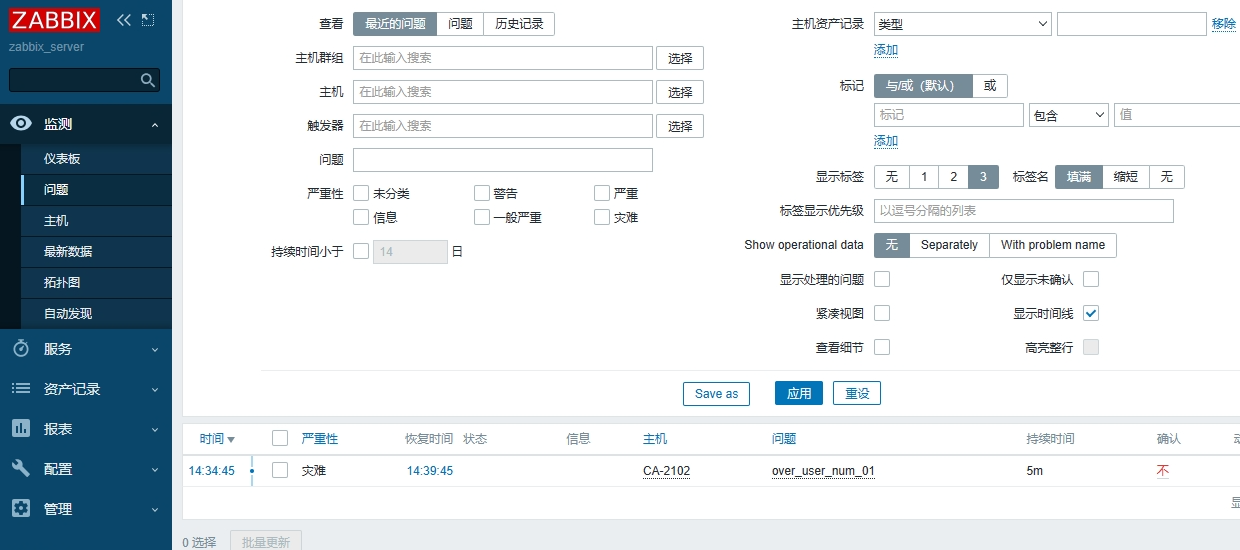 ZABBIX
zabbix_server
监测
仪表板
问题
主机
最新数据
拓扑图
自动发现
服务
资产记录
报表
配置
管理
查看 最近的问题 问题 历史记录
主机群组 在此输入搜索 选择
主机 在此输入搜索 选择
触发器 在此输入搜索 选择
问题
严重性 未分类 警告 严重
信息 一般严重 灾难
持续时间小于 14 日
主机资产记录 类型 移除
添加
标记 与/或（默认） 或
标记 包含 值
添加
显示标签 无 1 2 3 标签名 填满 缩短 无
标签显示优先级 以逗号分隔的列表
Show operational data 无 Separately With problem name
显示处理的问题 仅显示未确认
紧凑视图 显示时间线
查看细节 高亮整行
Save as 应用 重设
时间 严重性 恢复时间 状态 信息 主机 问题 持续时间 确认
14:34:45 灾难 14:39:45 CA-2102 over_user_num_01 5m 不
0 选择 批量更新